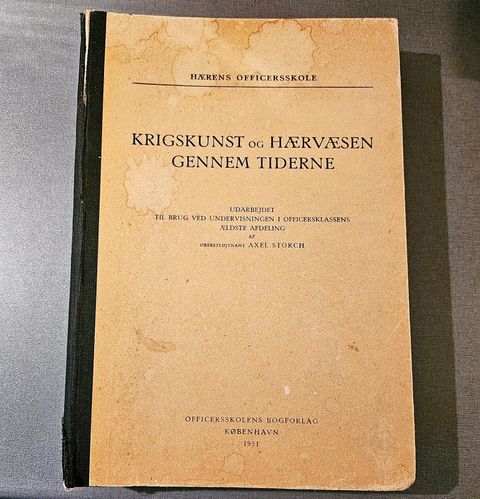 HÆRENS OFFICERSSKOLE
KRIGSKUNST OG HÆRVÆSEN
GENNEM TIDERNE
UDARBEJDET
TIL BRUG VED UNDERVISNINGEN I OFFICERSKLASSENS
ÆLDSTE AFDELING
AF
OBERSTLØJTNANT AXEL STORCH
OFFICERSSKOLENS BOGFORLAG
KØBENHAVN
1951